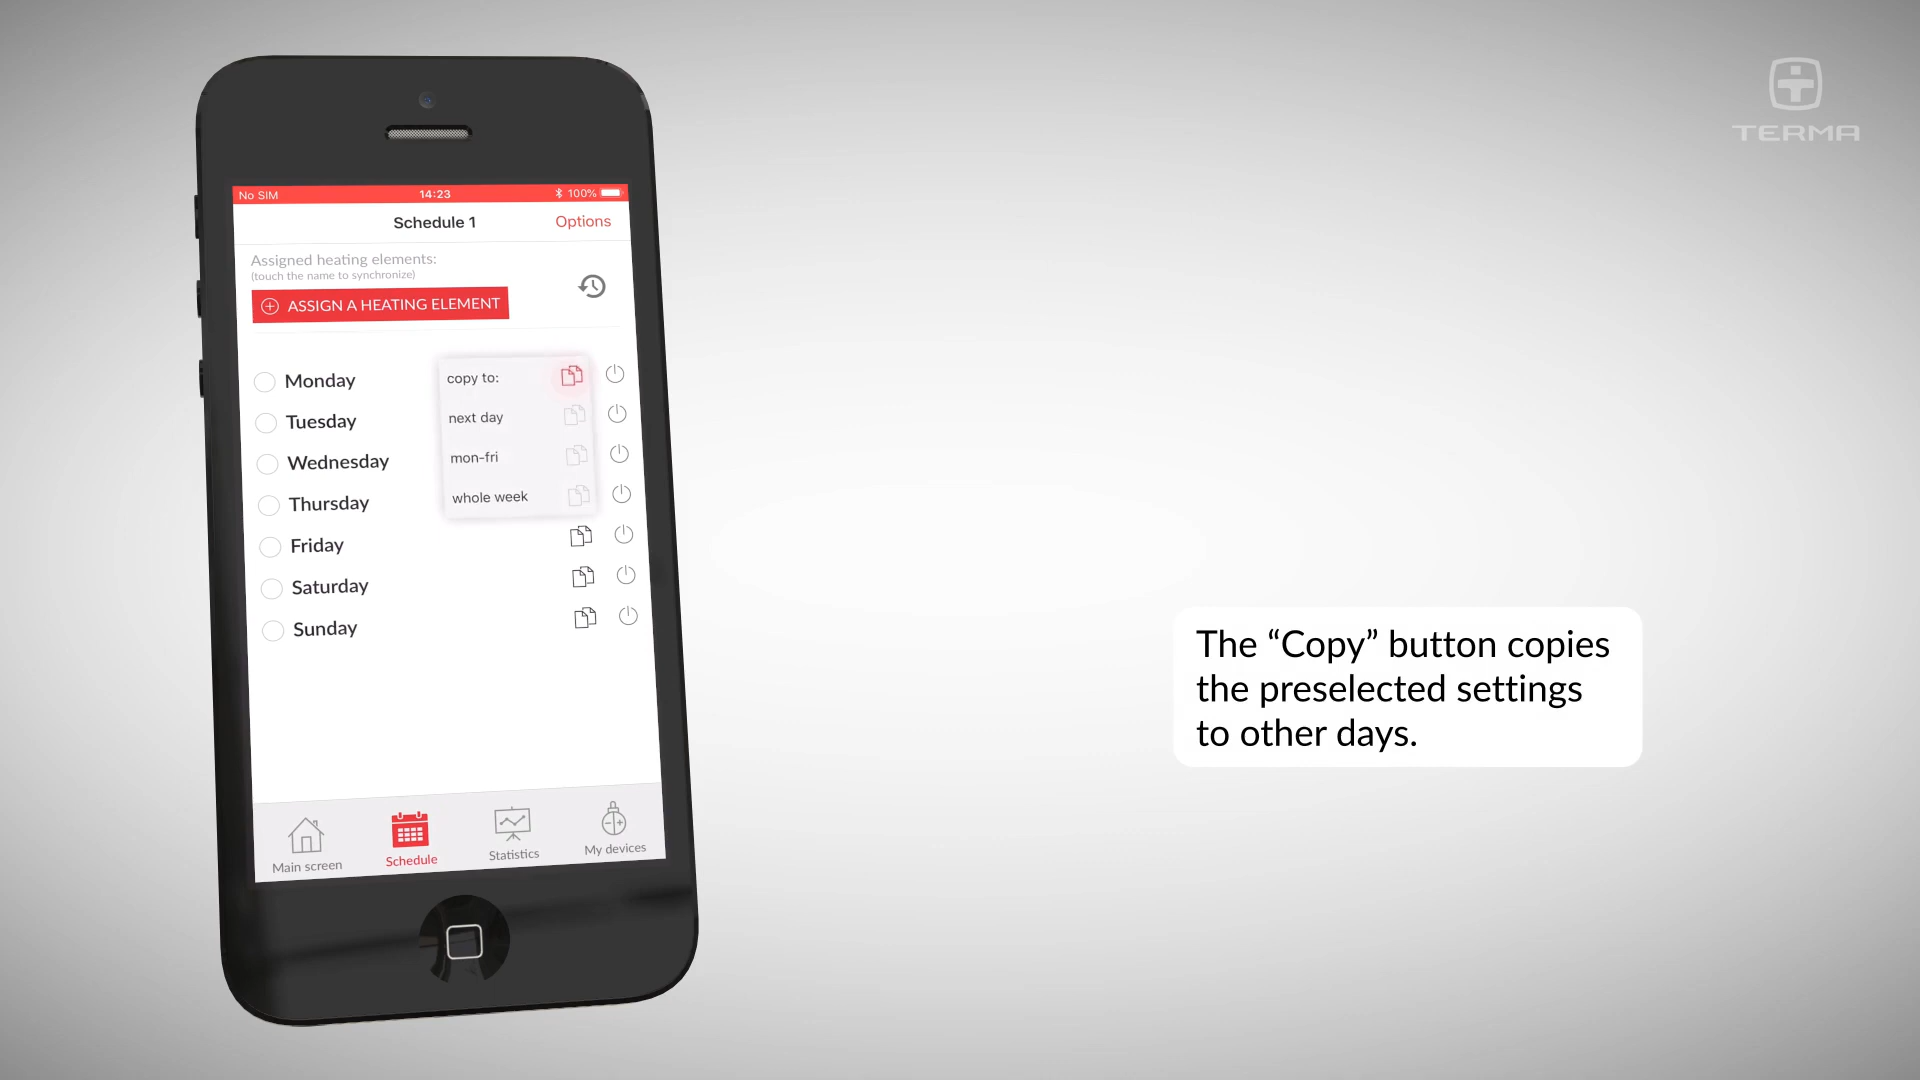 TERMA
No SIM 14:23 100%
Schedule 1 Options
Assigned heating elements:
(touch the name to synchronize)
ASSIGN A HEATING ELEMENT
Monday
Tuesday
Wednesday
Thursday
Friday
Saturday
Sunday
copy to:
next day
mon-fri
whole week
Main screen Schedule Statistics My devices
The “Copy” button copies
the preselected settings
to other days.